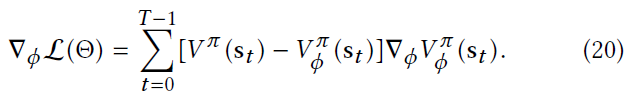 ∇_ϕ ℒ(Θ) = ∑_{t=0}^{T−1} [V^π(s_t) − V_ϕ^π(s_t)]∇_ϕ V_ϕ^π(s_t). (20)